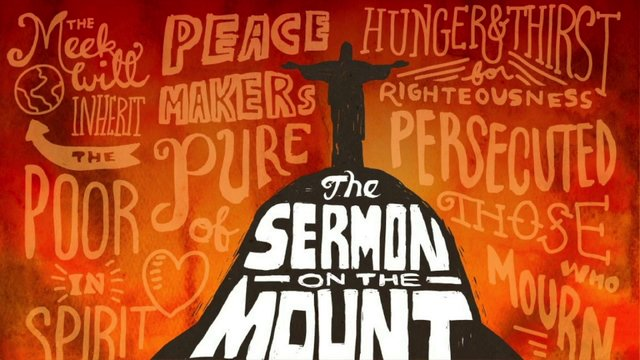 THE
Meek
will
INHERIT
THE
PEACE
MAKERS
HUNGER & THIRST
for
RIGHTEOUSNESS
POOR
IN
SPIRIT
PURE
of
PERSECUTED
THOSE
WHO
MOURN
The
SERMON
ON THE
MOUNT